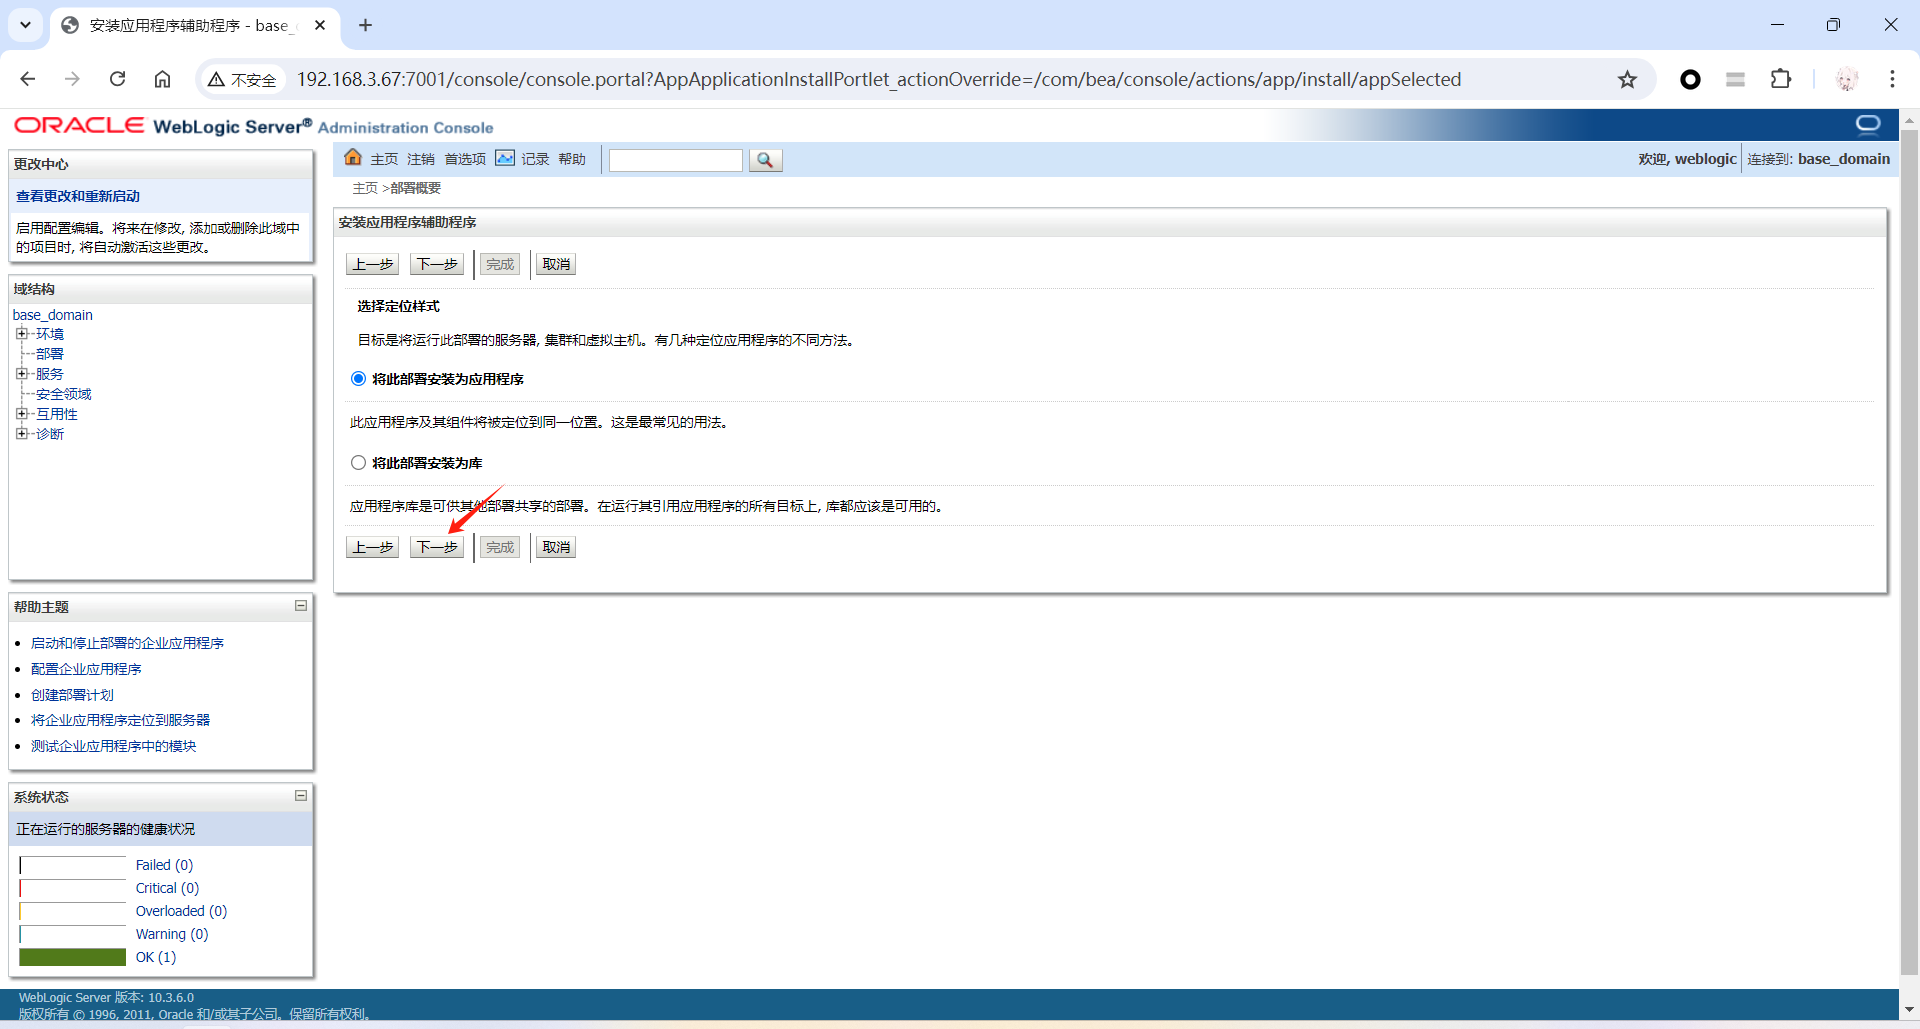 安装应用程序辅助程序 - base_
不安全
192.168.3.67:7001/console/console.portal?AppApplicationInstallPortlet_actionOverride=/com/bea/console/actions/app/install/appSelected
ORACLE WebLogic Server® Administration Console
更改中心
查看更改和重新启动
启用配置编辑。将来在修改, 添加或删除此域中
的项目时, 将自动激活这些更改。
域结构
base_domain
环境
部署
服务
安全领域
互用性
诊断
帮助主题
启动和停止部署的企业应用程序
配置企业应用程序
创建部署计划
将企业应用程序定位到服务器
测试企业应用程序中的模块
系统状态
正在运行的服务器的健康状况
Failed (0)
Critical (0)
Overloaded (0)
Warning (0)
OK (1)
主页 注销 首选项 记录 帮助
欢迎, weblogic 连接到: base_domain
主页 >部署概要
安装应用程序辅助程序
上一步 下一步 完成 取消
选择定位样式
目标是将运行此部署的服务器, 集群和虚拟主机。有几种定位应用程序的不同方法。
将此部署安装为应用程序
此应用程序及其组件将被定位到同一位置。这是最常见的用法。
将此部署安装为库
应用程序库是可供其他部署共享的部署。在运行其引用应用程序的所有目标上, 库都应该是可用的。
上一步 下一步 完成 取消
WebLogic Server 版本: 10.3.6.0
版权所有 © 1996, 2011, Oracle 和/或其子公司。保留所有权利。